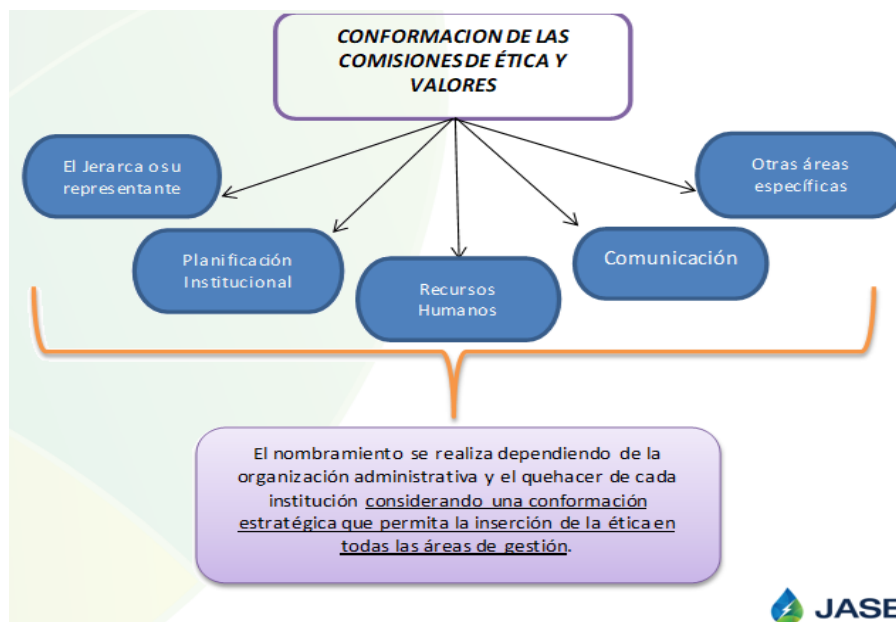 CONFORMACION DE LAS
COMISIONES DE ÉTICA Y
VALORES
El Jerarca o su
representante
Otras áreas
específicas
Planificación
Institucional
Comunicación
Recursos
Humanos
El nombramiento se realiza dependiendo de la
organización administrativa y el quehacer de cada
institución considerando una conformación
estratégica que permita la inserción de la ética en
todas las áreas de gestión.
JASE